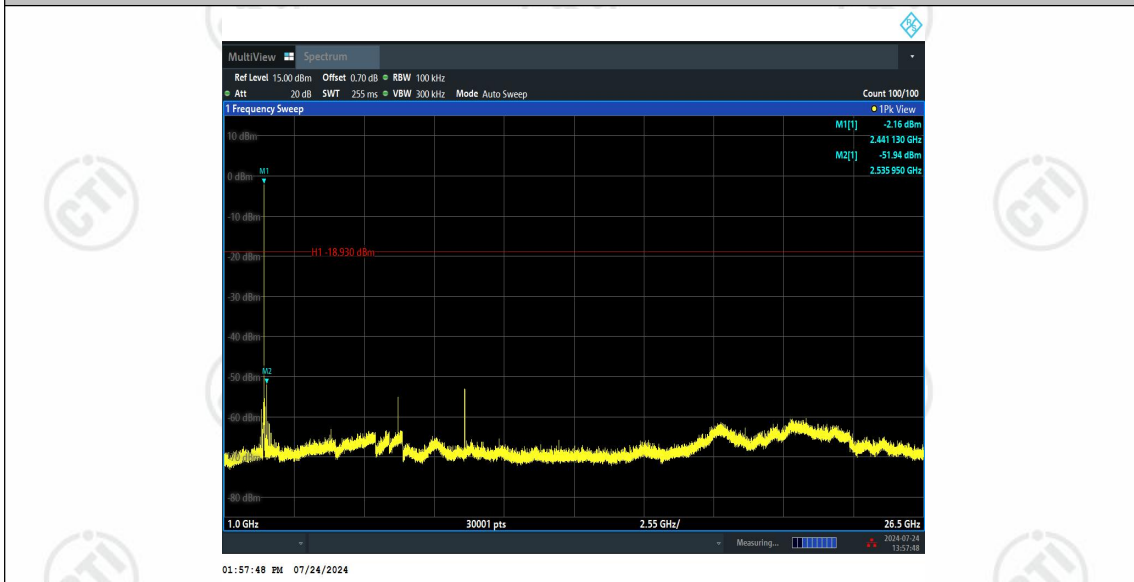 MultiView Spectrum
Ref Level 15.00 dBm Offset 0.70 dB RBW 100 kHz
Att 20 dB SWT 255 ms VBW 300 kHz Mode Auto Sweep Count 100/100
1 Frequency Sweep 1Pk View
M1[1] -2.16 dBm
2.441 130 GHz
M2[1] -51.94 dBm
2.535 950 GHz
10 dBm
M1
0 dBm
-10 dBm
H1 -18.930 dBm
-20 dBm
-30 dBm
-40 dBm
M2
-50 dBm
-60 dBm
-80 dBm
1.0 GHz 30001 pts 2.55 GHz/ 26.5 GHz
Measuring... 2024-07-24
13:57:48
01:57:48 PM 07/24/2024
R&S
CTI
CTI
CTI
CTI